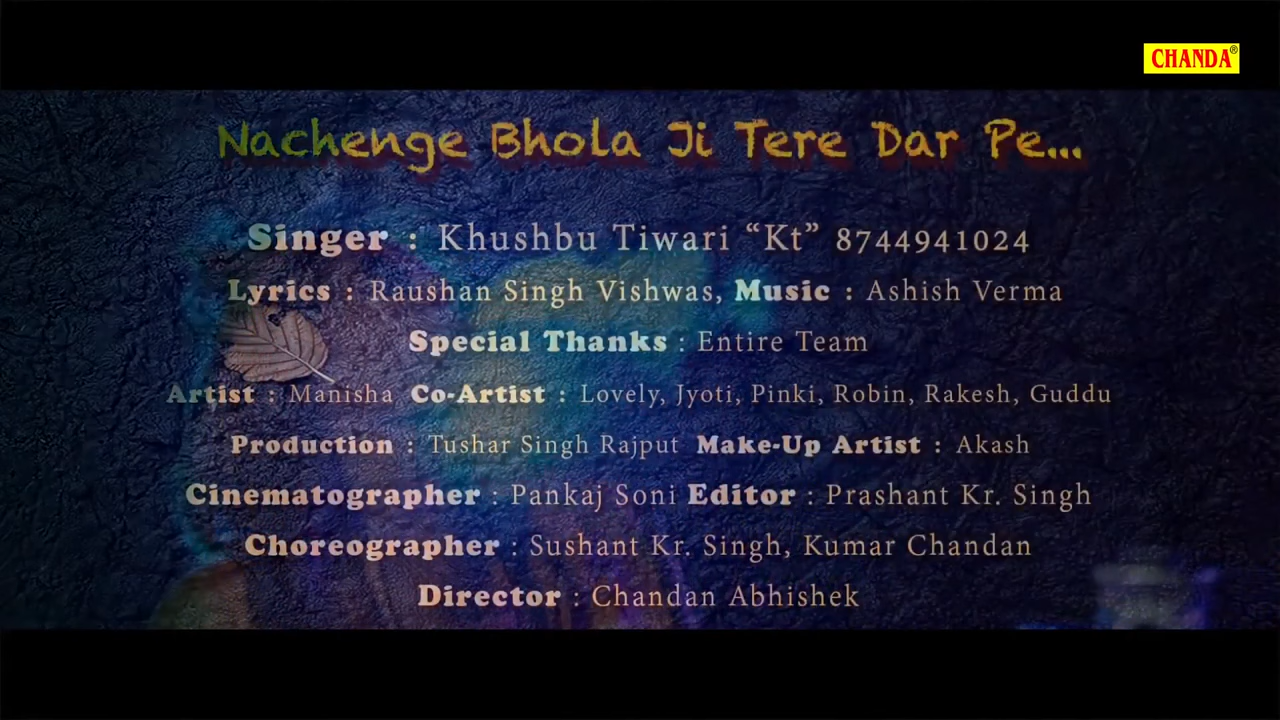 CHANDA®
Nachenge Bhola Ji Tere Dar Pe...
Singer : Khushbu Tiwari “Kt” 8744941024
Lyrics : Raushan Singh Vishwas, Music : Ashish Verma
Special Thanks : Entire Team
Artist : Manisha Co-Artist : Lovely, Jyoti, Pinki, Robin, Rakesh, Guddu
Production : Tushar Singh Rajput Make-Up Artist : Akash
Cinematographer : Pankaj Soni Editor : Prashant Kr. Singh
Choreographer : Sushant Kr. Singh, Kumar Chandan
Director : Chandan Abhishek